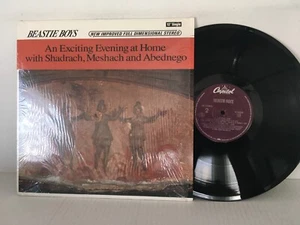 BEASTIE BOYS
NEW IMPROVED FULL DIMENSIONAL STEREO
12" Single
An Exciting Evening at Home
with Shadrach, Meshach and Abednego
Capitol
BEASTIE BOYS